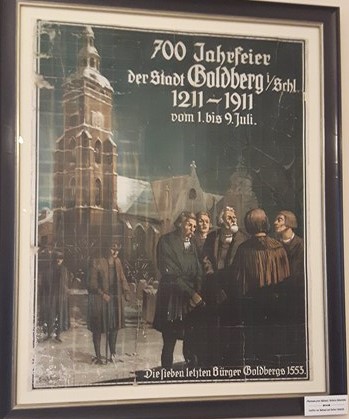 700 Jahrfeier
der Stadt Goldberg i/Schl.
1211-1911
vom 1. bis 9. Juli.
Die sieben letzten Bürger Goldbergs 1553.